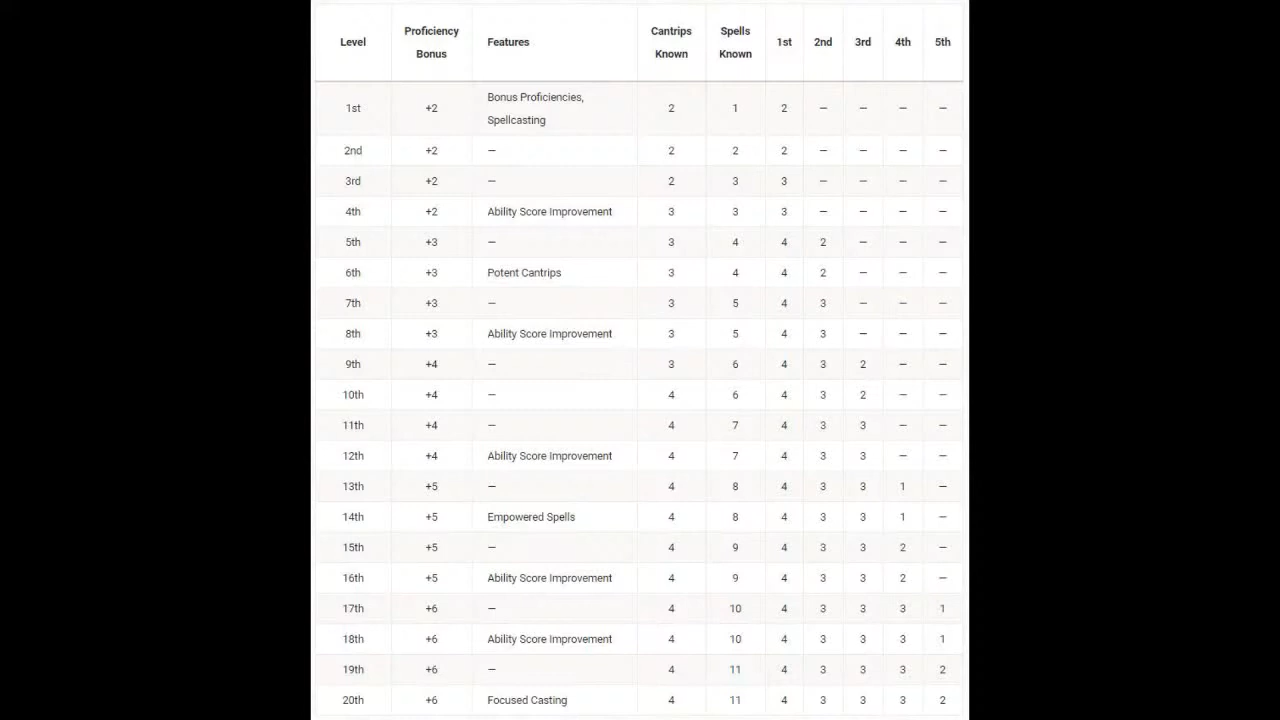 Level Proficiency Bonus Features Cantrips Known Spells Known 1st 2nd 3rd 4th 5th
1st +2 Bonus Proficiencies, Spellcasting 2 1 2 — — — —
2nd +2 — 2 2 2 — — — —
3rd +2 — 2 3 3 — — — —
4th +2 Ability Score Improvement 3 3 3 — — — —
5th +3 — 3 4 4 2 — — —
6th +3 Potent Cantrips 3 4 4 2 — — —
7th +3 — 3 5 4 3 — — —
8th +3 Ability Score Improvement 3 5 4 3 — — —
9th +4 — 3 6 4 3 2 — —
10th +4 — 4 6 4 3 2 — —
11th +4 — 4 7 4 3 3 — —
12th +4 Ability Score Improvement 4 7 4 3 3 — —
13th +5 — 4 8 4 3 3 1 —
14th +5 Empowered Spells 4 8 4 3 3 1 —
15th +5 — 4 9 4 3 3 2 —
16th +5 Ability Score Improvement 4 9 4 3 3 2 —
17th +6 — 4 10 4 3 3 3 1
18th +6 Ability Score Improvement 4 10 4 3 3 3 1
19th +6 — 4 11 4 3 3 3 2
20th +6 Focused Casting 4 11 4 3 3 3 2